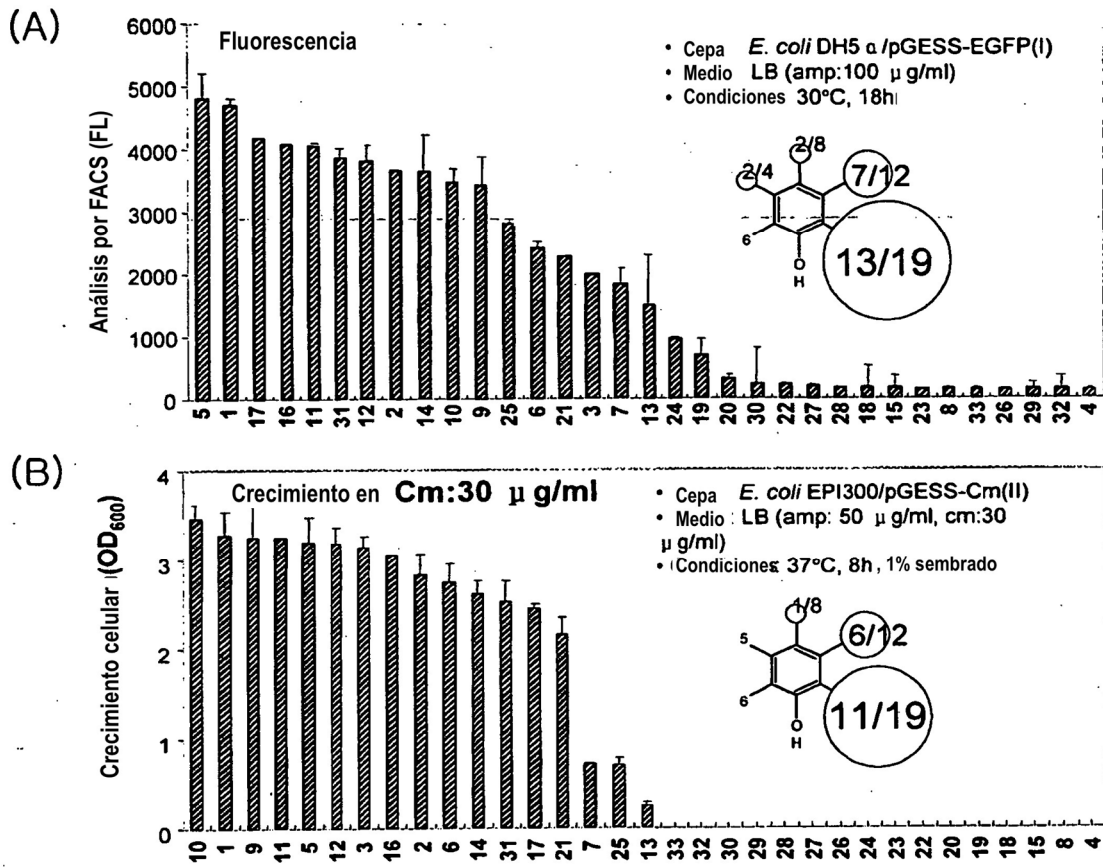 (A)
Fluorescencia
Análisis por FACS (FL)
6000
5000
4000
3000
2000
1000
0
• Cepa E. coli DH5 α/pGESS-EGFP(I)
• Medio LB (amp:100 μg/ml)
• Condiciones 30°C, 18h
2/8
2/4
7/12
13/19
6
O
H
5 1 17 16 11 31 12 2 14 10 9 25 6 21 3 7 13 24 19 20 30 22 27 28 18 15 23 8 33 26 29 32 4
(B)
Crecimiento en Cm:30 μg/ml
Crecimiento celular (OD600)
4
3
2
1
0
• Cepa E. coli EPI300/pGESS-Cm(II)
• Medio : LB (amp: 50 μg/ml, cm:30
μg/ml)
• Condiciones: 37°C, 8h, 1% sembrado
1/8
5
6/12
11/19
6
O
H
10 1 9 11 5 12 3 16 2 6 14 31 17 21 7 25 13 33 32 30 29 28 27 26 24 23 22 20 19 18 15 8 4